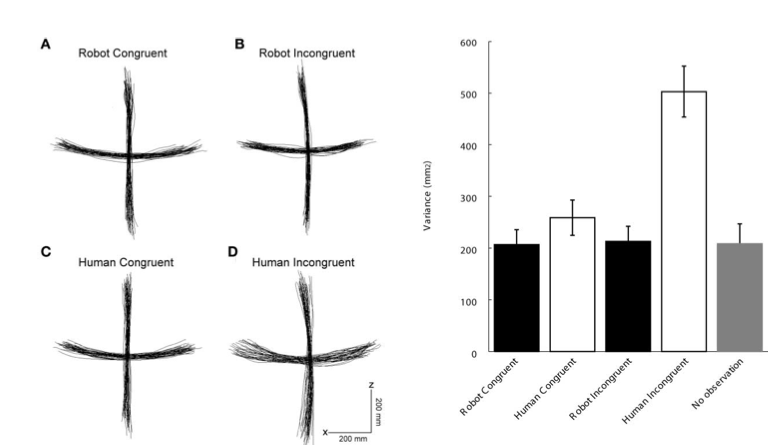 A
Robot Congruent
B
Robot Incongruent
C
Human Congruent
D
Human Incongruent
z
200 mm
x
200 mm
600
500
400
300
200
100
0
Variance (mm2)
Robot Congruent
Human Congruent
Robot Incongruent
Human Incongruent
No observation